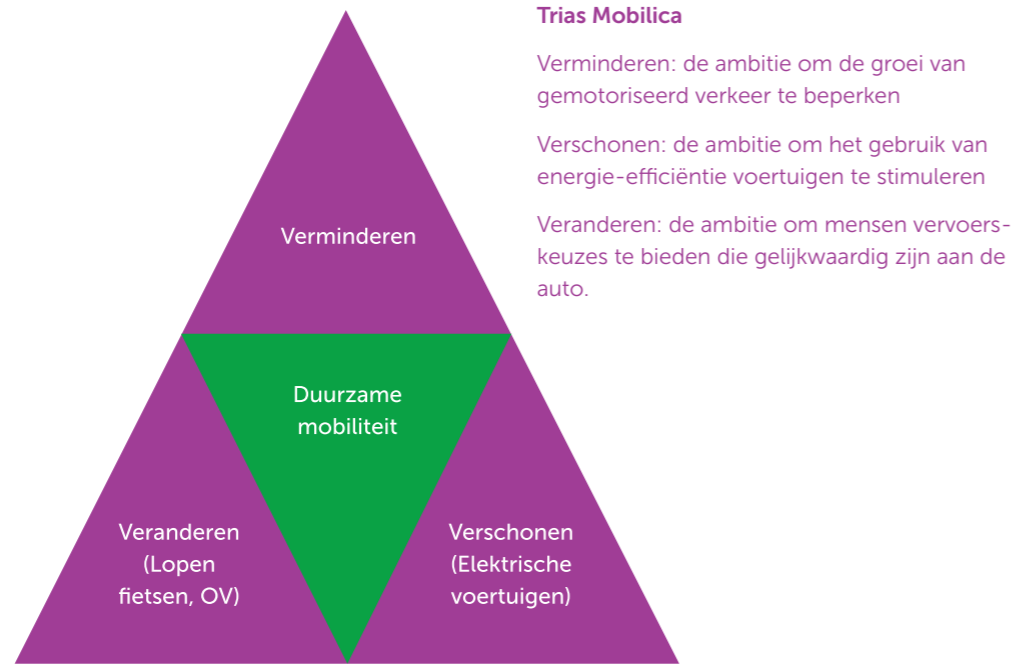 Trias Mobilica
Verminderen: de ambitie om de groei van
gemotoriseerd verkeer te beperken
Verschonen: de ambitie om het gebruik van
energie-efficiëntie voertuigen te stimuleren
Veranderen: de ambitie om mensen vervoers-
keuzes te bieden die gelijkwaardig zijn aan de
auto.
Verminderen
Duurzame
mobiliteit
Veranderen
(Lopen
fietsen, OV)
Verschonen
(Elektrische
voertuigen)